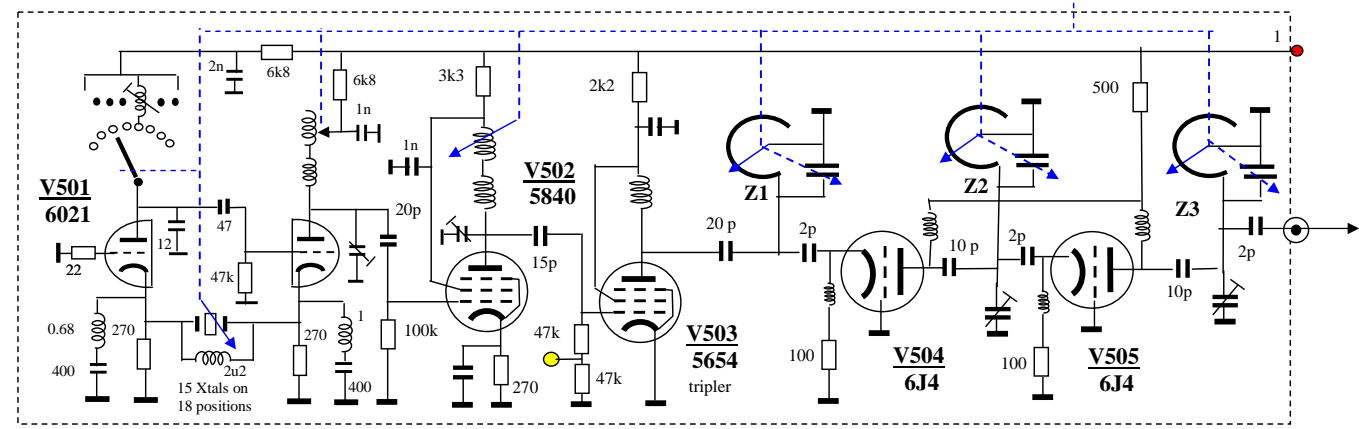 1
2n
6k8
6k8
1n
3k3
1n
2k2
500
V501
6021
V502
5840
20p
Z1
Z2
Z3
12
47
22
47k
15p
20 p
2p
10 p
2p
10p
2p
0.68
270
400
2u2
270
1
400
100k
270
47k
47k
V503
5654
tripler
100
V504
6J4
100
V505
6J4
15 Xtals on
18 positions